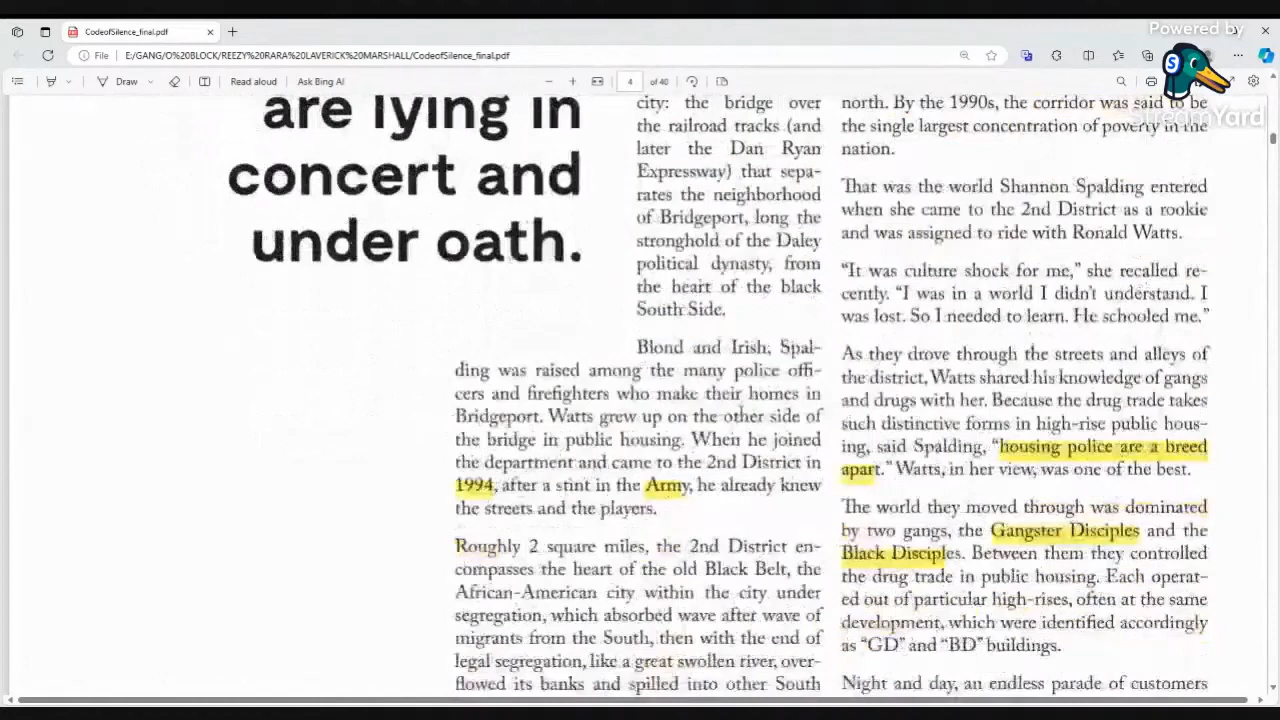 Powered by
StreamYard
CodeofSilence_final.pdf
File
E:/GANG/O%20BLOCK/REEZY%20RARA%20LAVERICK%20MARSHALL/CodeofSilence_final.pdf
Draw
Read aloud
Ask Bing AI
4
of 40
are lying in
concert and
under oath.
city: the bridge over
the railroad tracks (and
later the Dan Ryan
Expressway) that sepa-
rates the neighborhood
of Bridgeport, long the
stronghold of the Daley
political dynasty, from
the heart of the black
South Side.
Blond and Irish, Spal-
ding was raised among the many police offi-
cers and firefighters who make their homes in
Bridgeport. Watts grew up on the other side of
the bridge in public housing. When he joined
the department and came to the 2nd District in
1994, after a stint in the Army, he already knew
the streets and the players.
Roughly 2 square miles, the 2nd District en-
compasses the heart of the old Black Belt, the
African-American city within the city under
segregation, which absorbed wave after wave of
migrants from the South, then with the end of
legal segregation, like a great swollen river, over-
flowed its banks and spilled into other South
north. By the 1990s, the corridor was said to be
the single largest concentration of poverty in the
nation.
That was the world Shannon Spalding entered
when she came to the 2nd District as a rookie
and was assigned to ride with Ronald Watts.
“It was culture shock for me,” she recalled re-
cently. “I was in a world I didn’t understand. I
was lost. So I needed to learn. He schooled me.”
As they drove through the streets and alleys of
the district, Watts shared his knowledge of gangs
and drugs with her. Because the drug trade takes
such distinctive forms in high-rise public hous-
ing, said Spalding, “housing police are a breed
apart.” Watts, in her view, was one of the best.
The world they moved through was dominated
by two gangs, the Gangster Disciples and the
Black Disciples. Between them they controlled
the drug trade in public housing. Each operat-
ed out of particular high-rises, often at the same
development, which were identified accordingly
as “GD” and “BD” buildings.
Night and day, an endless parade of customers